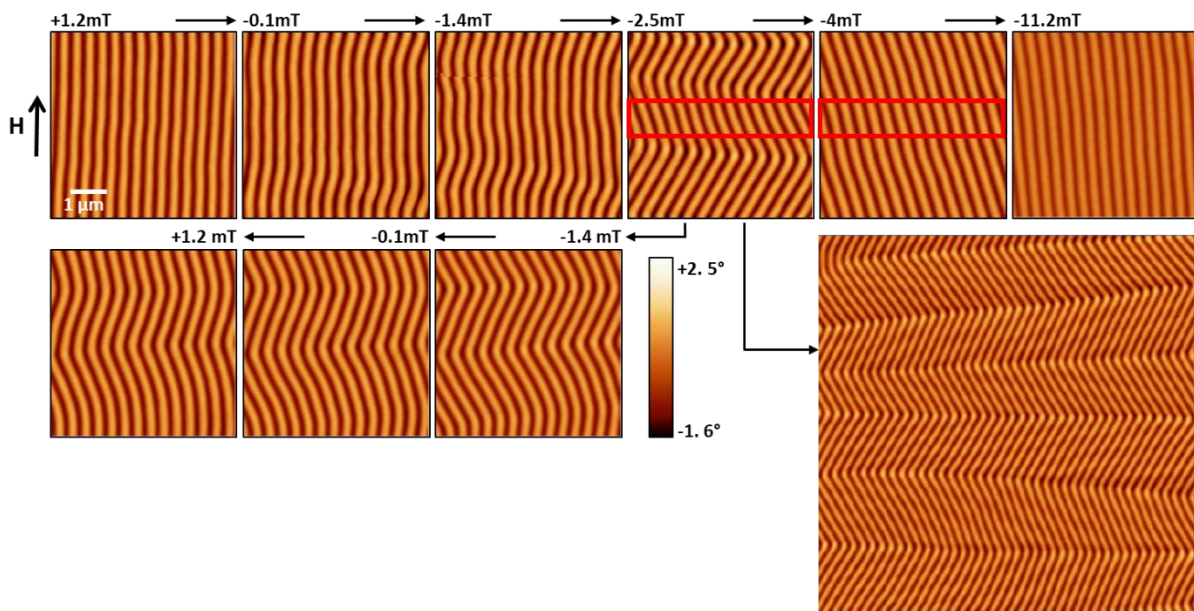 +1.2mT
-0.1mT
-1.4mT
-2.5mT
-4mT
-11.2mT
H
1 µm
+1.2 mT
-0.1mT
-1.4 mT
+2. 5°
-1. 6°